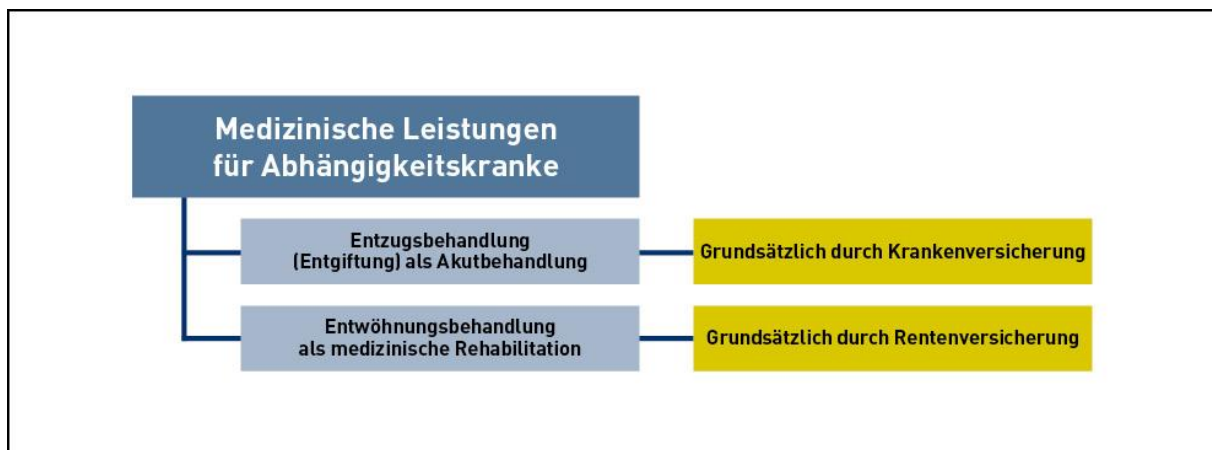 Medizinische Leistungen
für Abhängigkeitskranke
Entzugsbehandlung
(Entgiftung) als Akutbehandlung
Grundsätzlich durch Krankenversicherung
Entwöhnungsbehandlung
als medizinische Rehabilitation
Grundsätzlich durch Rentenversicherung